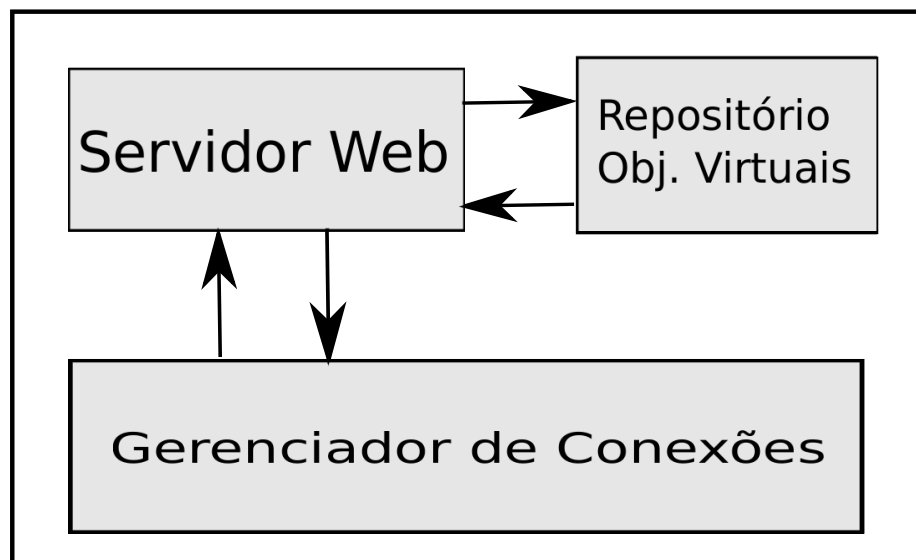 Servidor Web
Repositório
Obj. Virtuais
Gerenciador de Conexões